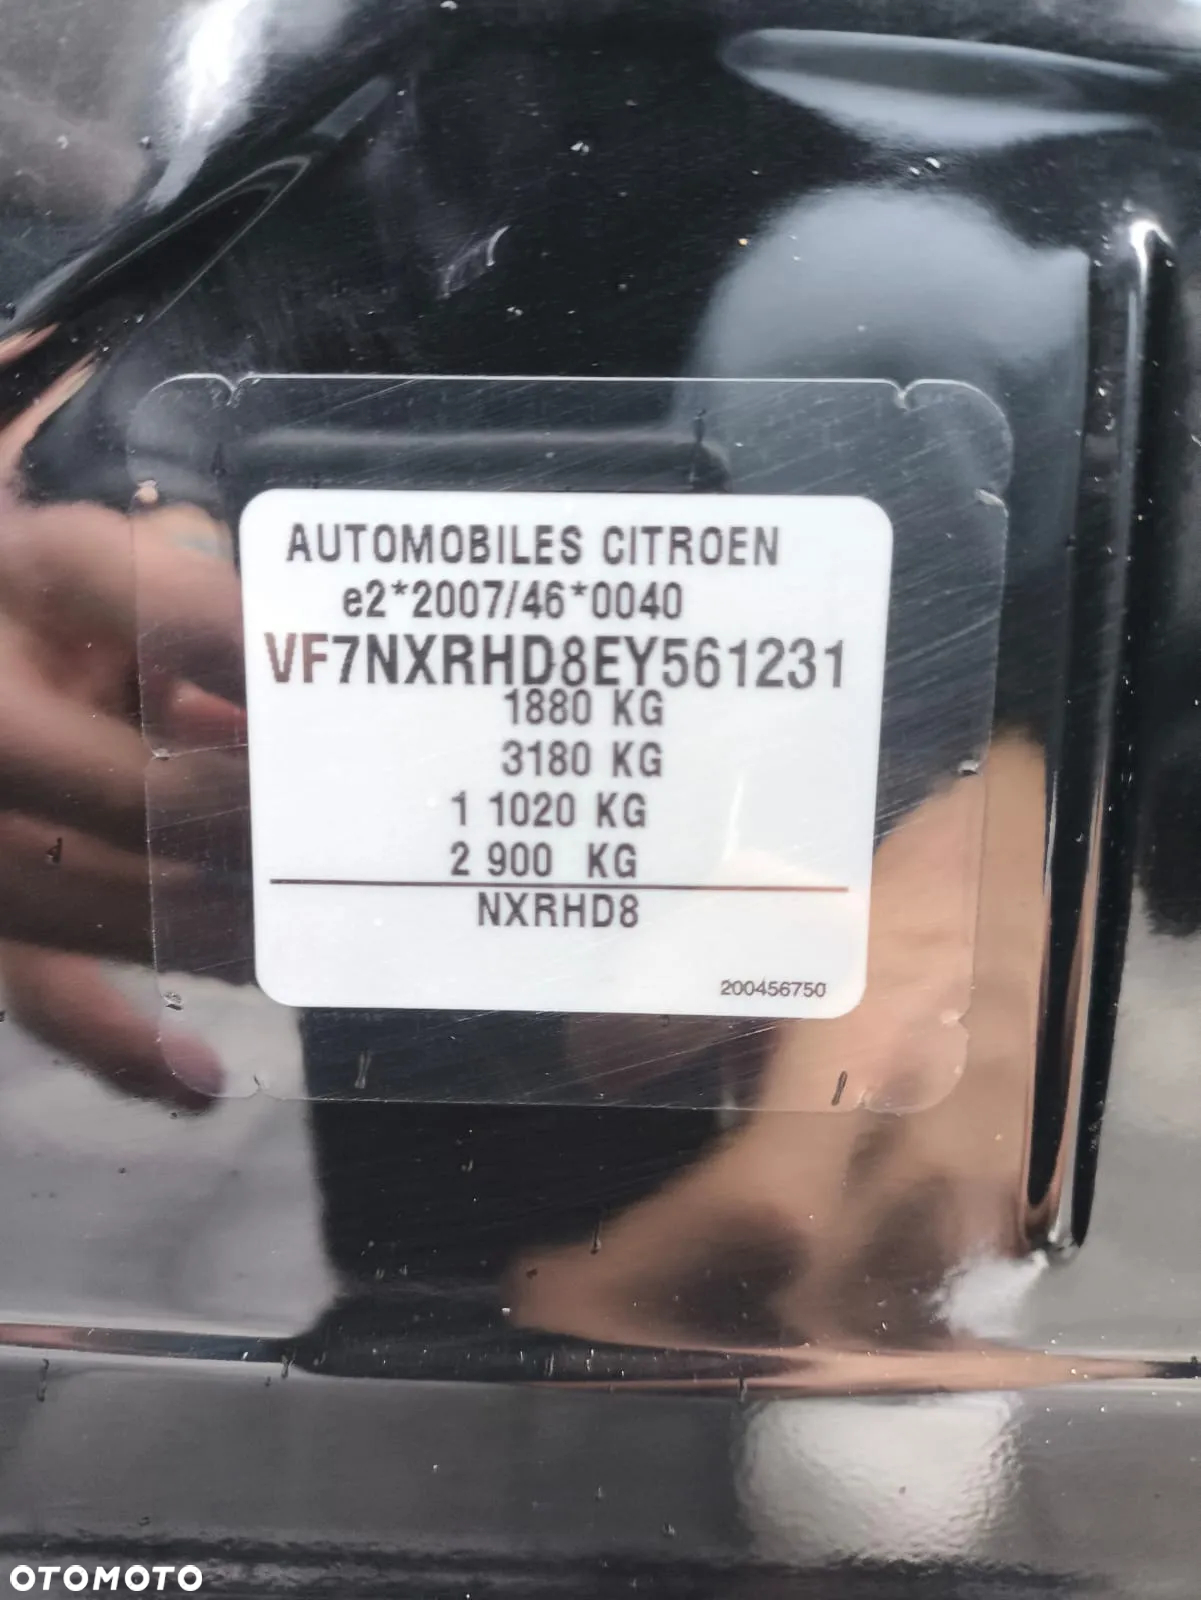 AUTOMOBILES CITROEN
e2*2007/46*0040
VF7NXRHD8EY561231
1880 KG
3180 KG
1 1020 KG
2 900 KG
NXRHD8
200456750
OTOMOTO